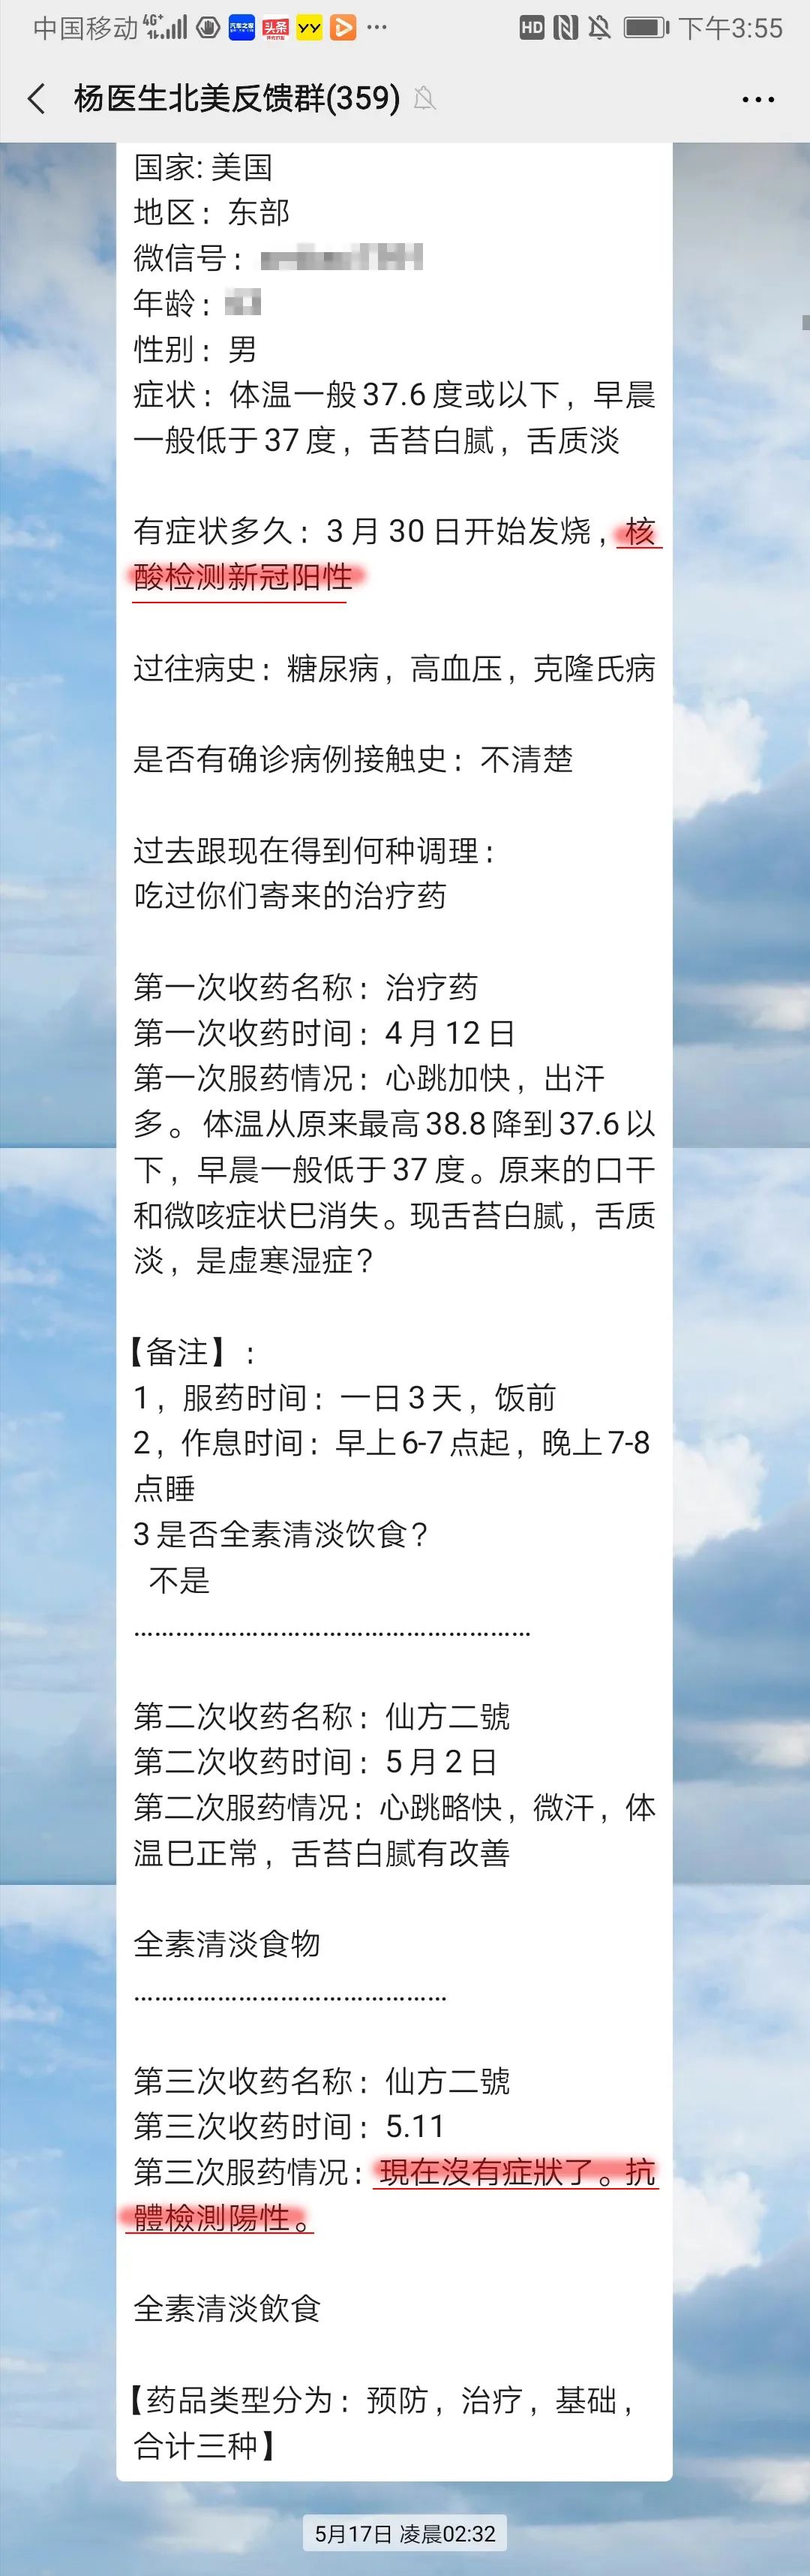 中国移动 4G+ 汽车之家 头条 YY ··· HD 下午3:55
杨医生北美反馈群(359)
国家: 美国
地区：东部
微信号：
年龄：
性别：男
症状：体温一般37.6度或以下，早晨
一般低于37度，舌苔白腻，舌质淡
有症状多久：3月30日开始发烧，核
酸检测新冠阳性
过往病史：糖尿病，高血压，克隆氏病
是否有确诊病例接触史：不清楚
过去跟现在得到何种调理：
吃过你们寄来的治疗药
第一次收药名称：治疗药
第一次收药时间：4月12日
第一次服药情况：心跳加快，出汗
多。体温从原来最高38.8降到37.6以
下，早晨一般低于37度。原来的口干
和微咳症状巳消失。现舌苔白腻，舌质
淡，是虚寒湿症?
【备注】:
1，服药时间：一日3天，饭前
2，作息时间：早上6-7点起，晚上7-8
点睡
3是否全素清淡饮食?
不是
………………………………………………
第二次收药名称：仙方二號
第二次收药时间：5月2日
第二次服药情况：心跳略快，微汗，体
温巳正常，舌苔白腻有改善
全素清淡食物
……………………………………
第三次收药名称：仙方二號
第三次收药时间：5.11
第三次服药情况：現在沒有症狀了。抗
體檢測陽性。
全素清淡飲食
【药品类型分为：预防，治疗，基础，
合计三种】
5月17日 凌晨02:32